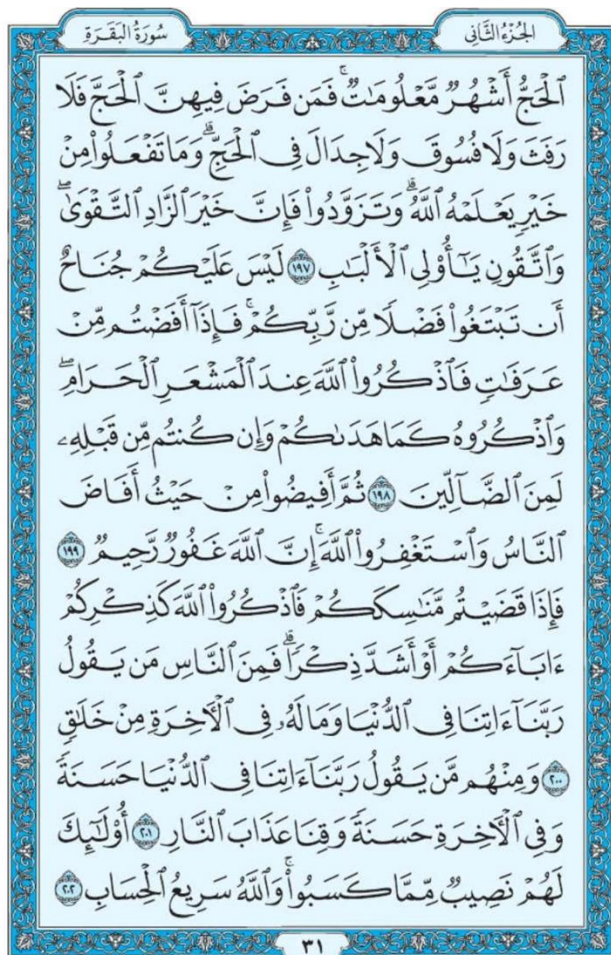 سُورَةُ البَقَرَةِ
الجُزْءُ الثَّانِي
ٱلْحَجُّ أَشْهُرٌ مَّعْلُومَٰتٌۚ فَمَن فَرَضَ فِيهِنَّ ٱلْحَجَّ فَلَا
رَفَثَ وَلَا فُسُوقَ وَلَا جِدَالَ فِى ٱلْحَجِّۗ وَمَا تَفْعَلُوا۟ مِنْ
خَيْرٍ يَعْلَمْهُ ٱللَّهُۗ وَتَزَوَّدُوا۟ فَإِنَّ خَيْرَ ٱلزَّادِ ٱلتَّقْوَىٰۖ
وَٱتَّقُونِ يَٰٓأُو۟لِى ٱلْأَلْبَٰبِ ١٩٧ لَيْسَ عَلَيْكُمْ جُنَاحٌ
أَن تَبْتَغُوا۟ فَضْلًا مِّن رَّبِّكُمْۚ فَإِذَآ أَفَضْتُم مِّنْ
عَرَفَٰتٍ فَٱذْكُرُوا۟ ٱللَّهَ عِندَ ٱلْمَشْعَرِ ٱلْحَرَامِۖ
وَٱذْكُرُوهُ كَمَا هَدَىٰكُمْ وَإِن كُنتُم مِّن قَبْلِهِۦ
لَمِنَ ٱلضَّآلِّينَ ١٩٨ ثُمَّ أَفِيضُوا۟ مِنْ حَيْثُ أَفَاضَ
ٱلنَّاسُ وَٱسْتَغْفِرُوا۟ ٱللَّهَۚ إِنَّ ٱللَّهَ غَفُورٌ رَّحِيمٌ ١٩٩
فَإِذَا قَضَيْتُم مَّنَٰسِكَكُمْ فَٱذْكُرُوا۟ ٱللَّهَ كَذِكْرِكُمْ
ءَابَآءَكُمْ أَوْ أَشَدَّ ذِكْرًاۗ فَمِنَ ٱلنَّاسِ مَن يَقُولُ
رَبَّنَآ ءَاتِنَا فِى ٱلدُّنْيَا وَمَا لَهُۥ فِى ٱلْءَاخِرَةِ مِنْ خَلَٰقٍ
٢٠٠ وَمِنْهُم مَّن يَقُولُ رَبَّنَآ ءَاتِنَا فِى ٱلدُّنْيَا حَسَنَةً
وَفِى ٱلْءَاخِرَةِ حَسَنَةً وَقِنَا عَذَابَ ٱلنَّارِ ٢٠١ أُو۟لَٰٓئِكَ
لَهُمْ نَصِيبٌ مِّمَّا كَسَبُوا۟ۚ وَٱللَّهُ سَرِيعُ ٱلْحِسَابِ ٢٠٢
٣١